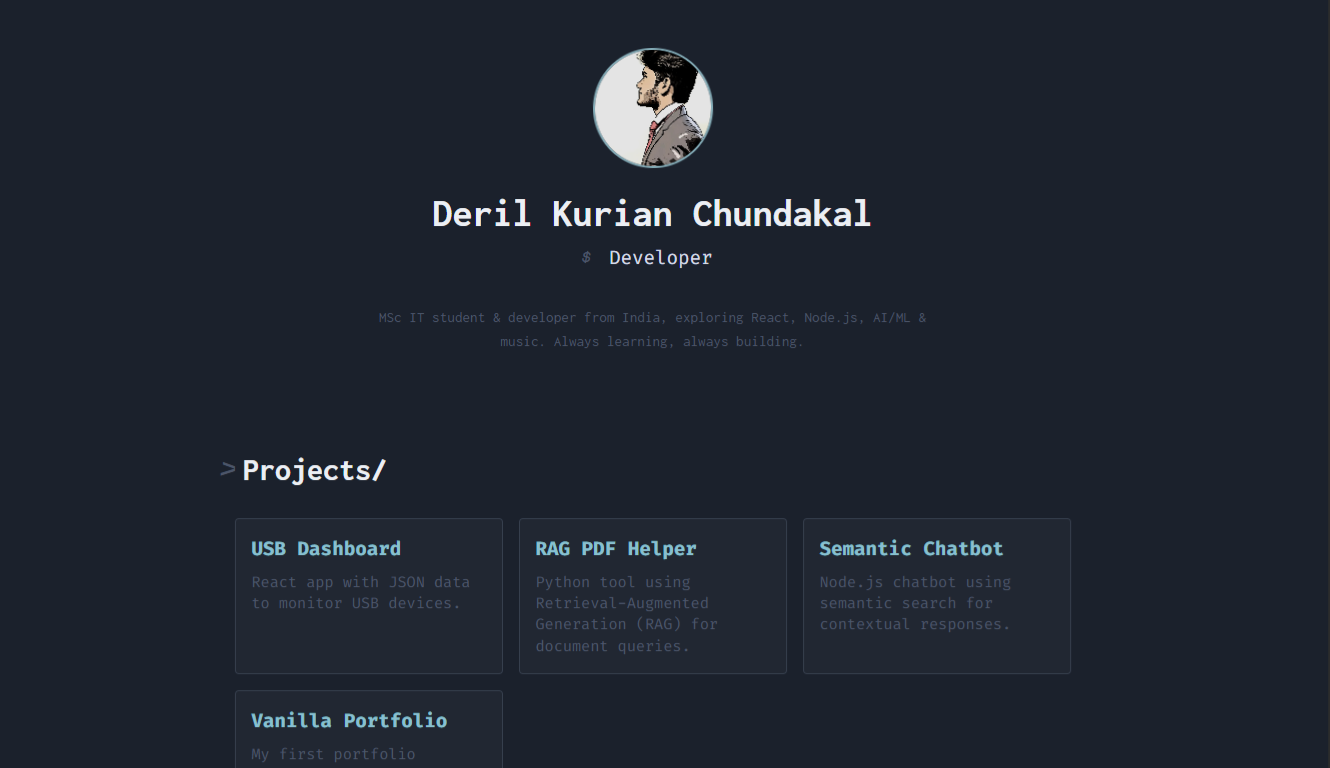 Deril Kurian Chundakal
$ Developer
MSc IT student & developer from India, exploring React, Node.js, AI/ML &
music. Always learning, always building.
> Projects/
USB Dashboard
React app with JSON data
to monitor USB devices.
RAG PDF Helper
Python tool using
Retrieval-Augmented
Generation (RAG) for
document queries.
Semantic Chatbot
Node.js chatbot using
semantic search for
contextual responses.
Vanilla Portfolio
My first portfolio